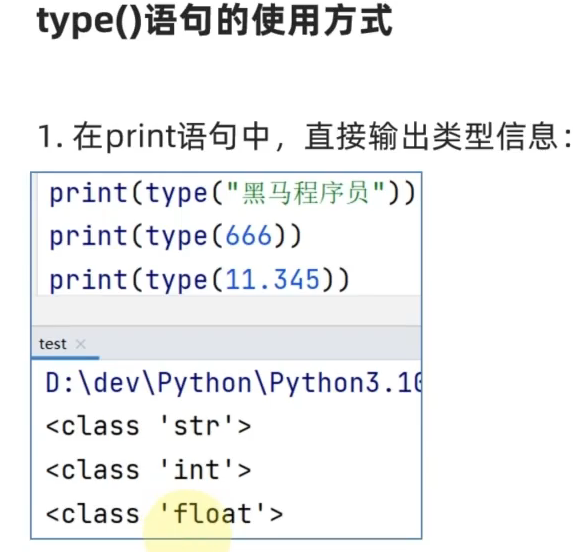 type()语句的使用方式
1. 在print语句中，直接输出类型信息：
print(type("黑马程序员"))
print(type(666))
print(type(11.345))
test ×
D:\dev\Python\Python3.10
<class 'str'>
<class 'int'>
<class 'float'>